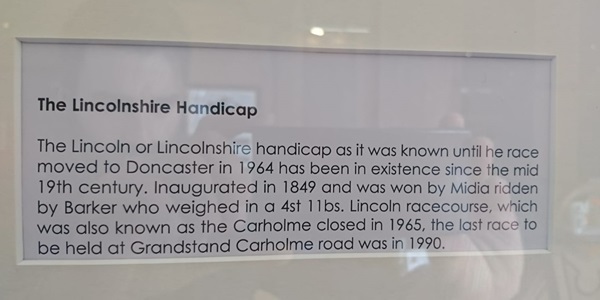 The Lincolnshire Handicap
The Lincoln or Lincolnshire handicap as it was known until he race
moved to Doncaster in 1964 has been in existence since the mid
19th century. Inaugurated in 1849 and was won by Midia ridden
by Barker who weighed in a 4st 11bs. Lincoln racecourse, which
was also known as the Carholme closed in 1965, the last race to
be held at Grandstand Carholme road was in 1990.